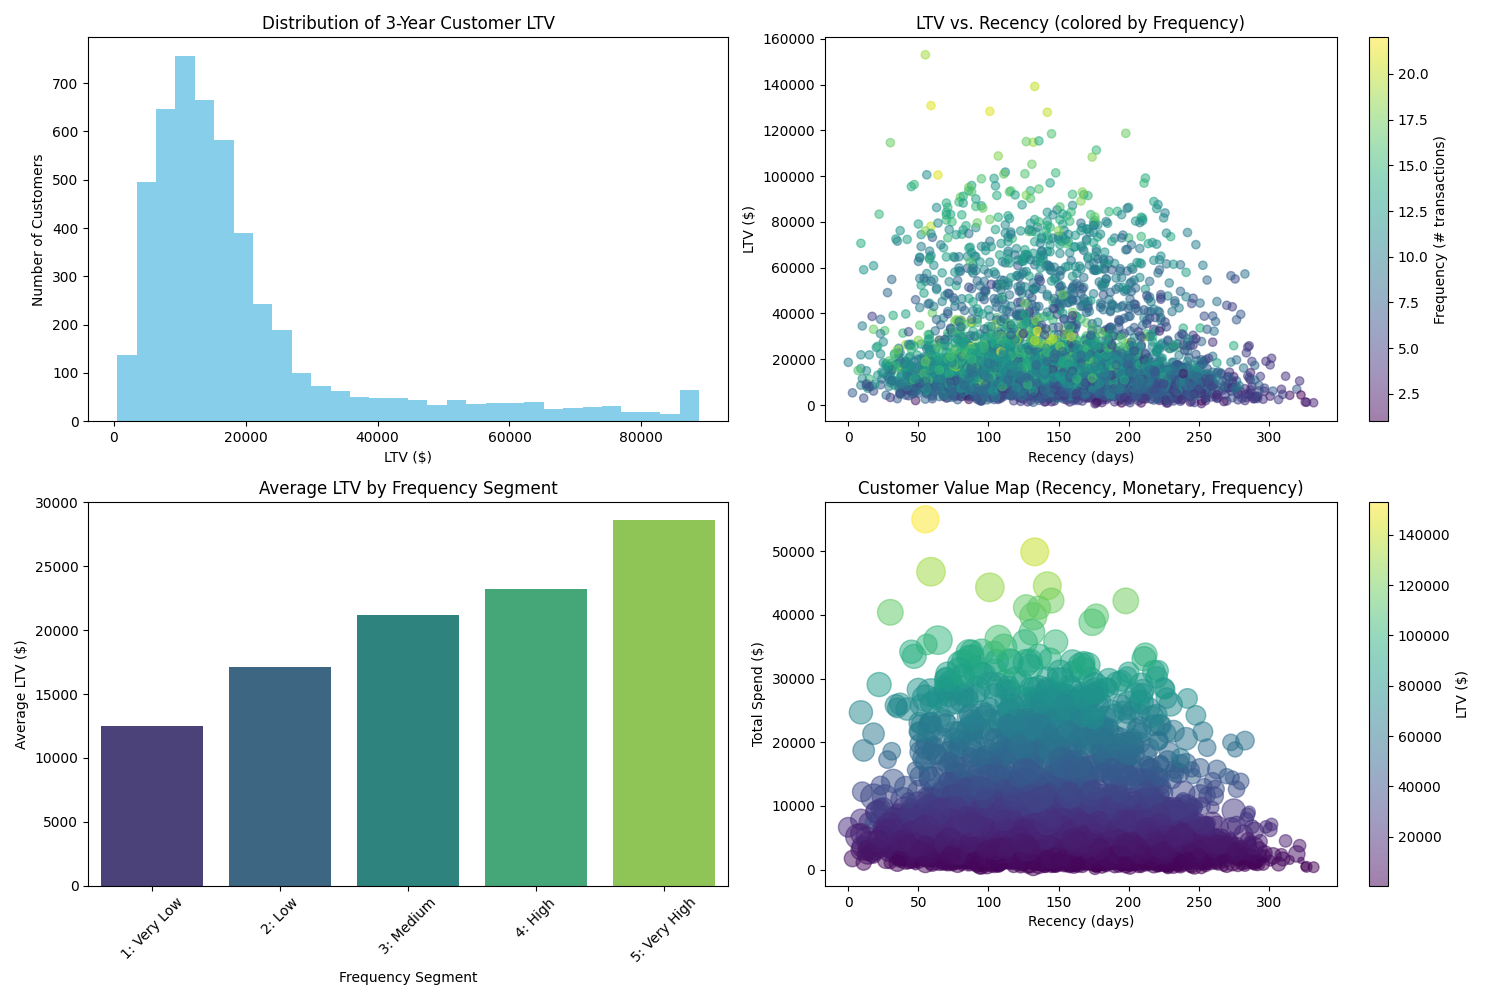 Distribution of 3-Year Customer LTV
Number of Customers
700
600
500
400
300
200
100
0
0 20000 40000 60000 80000
LTV ($)
LTV vs. Recency (colored by Frequency)
LTV ($)
160000
140000
120000
100000
80000
60000
40000
20000
0
0 50 100 150 200 250 300
Recency (days)
20.0
17.5
15.0
12.5
10.0
7.5
5.0
2.5
Frequency (# transactions)
Average LTV by Frequency Segment
Average LTV ($)
30000
25000
20000
15000
10000
5000
0
1: Very Low
2: Low
3: Medium
4: High
5: Very High
Frequency Segment
Customer Value Map (Recency, Monetary, Frequency)
Total Spend ($)
50000
40000
30000
20000
10000
0
0 50 100 150 200 250 300
Recency (days)
140000
120000
100000
80000
60000
40000
20000
LTV ($)